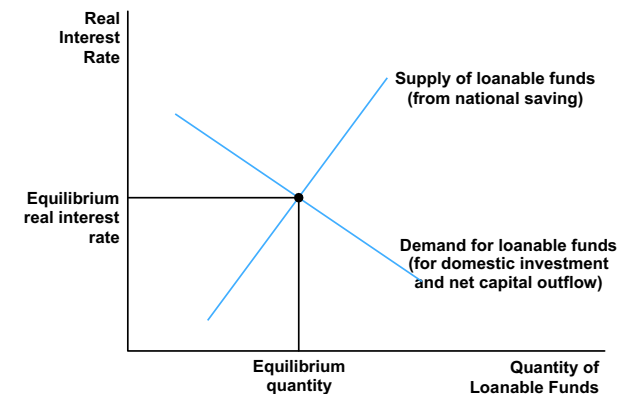 Real
Interest
Rate
Supply of loanable funds
(from national saving)
Equilibrium
real interest
rate
Demand for loanable funds
(for domestic investment
and net capital outflow)
Equilibrium
quantity
Quantity of
Loanable Funds